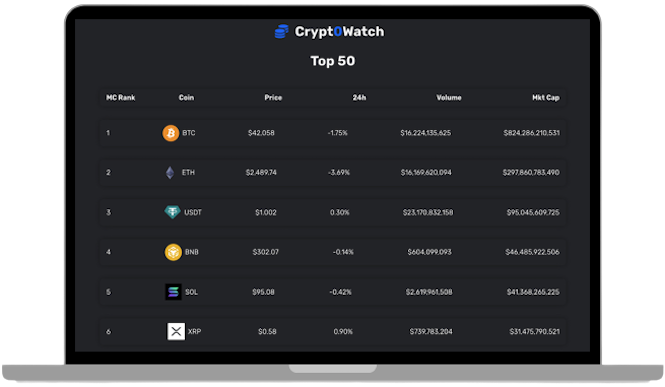 Crypt0Watch
Top 50
MC Rank Coin Price 24h Volume Mkt Cap
1 BTC $42,058 -1.75% $16,224,135,625 $824,286,210,531
2 ETH $2,489.74 -3.69% $16,169,620,094 $297,860,783,490
3 USDT $1.002 0.30% $23,170,832,158 $95,045,609,725
4 BNB $302.07 -0.14% $604,099,093 $46,485,922,506
5 SOL $95.08 -0.42% $2,619,961,508 $41,368,265,225
6 XRP $0.58 0.90% $739,783,204 $31,475,790,521